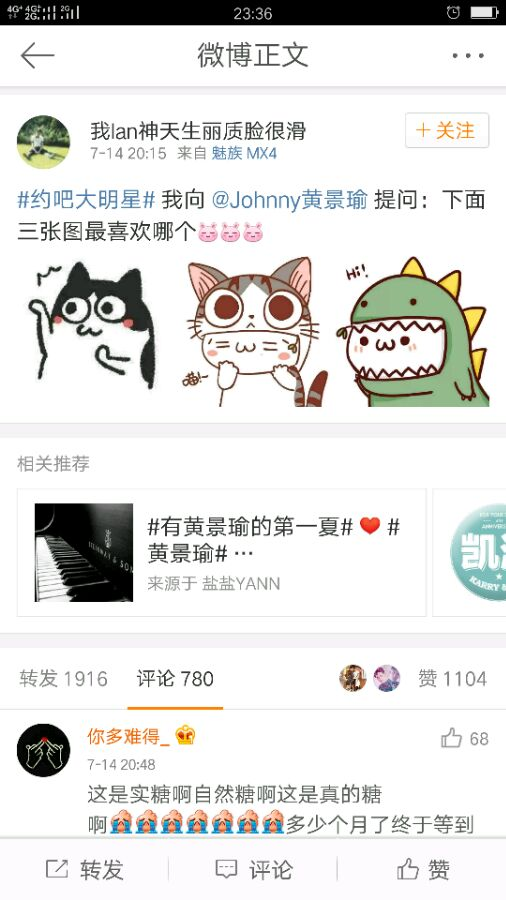 4G+ 4G+ 2G
2G
23:36
微博正文
我lan神天生丽质脸很滑
+ 关注
7-14 20:15 来自 魅族 MX4
#约吧大明星# 我向 @Johnny黄景瑜 提问：下面
三张图最喜欢哪个
喵~!
Hi!
相关推荐
#有黄景瑜的第一夏# ❤ #
黄景瑜# …
来源于 盐盐YANN
凯
KARRY &
转发 1916
评论 780
赞 1104
你多难得_
68
7-14 20:48
这是实糖啊自然糖啊这是真的糖
啊😭😭😭😭😭😭😭多少个月了终于等到
转发
评论
赞